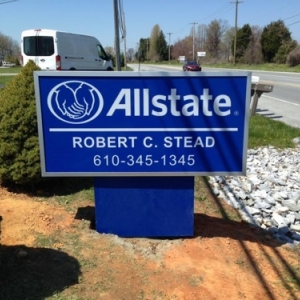 Allstate®
ROBERT C. STEAD
610-345-1345